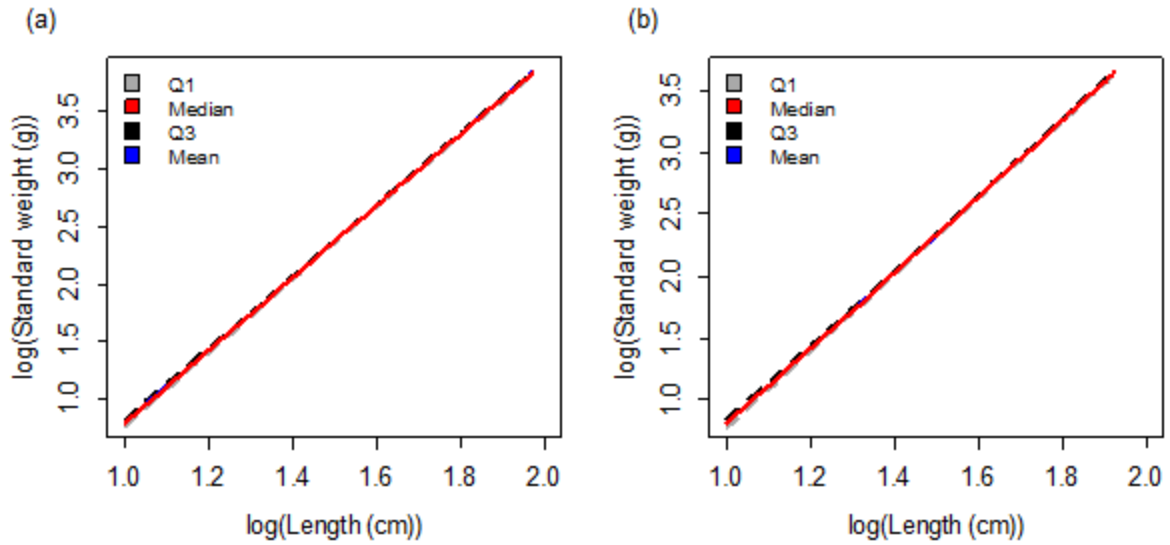 (a)
Q1
Median
Q3
Mean
log(Standard weight (g))
3.5
3.0
2.5
2.0
1.5
1.0
1.0 1.2 1.4 1.6 1.8 2.0
log(Length (cm))
(b)
Q1
Median
Q3
Mean
log(Standard weight (g))
3.5
3.0
2.5
2.0
1.5
1.0
1.0 1.2 1.4 1.6 1.8 2.0
log(Length (cm))